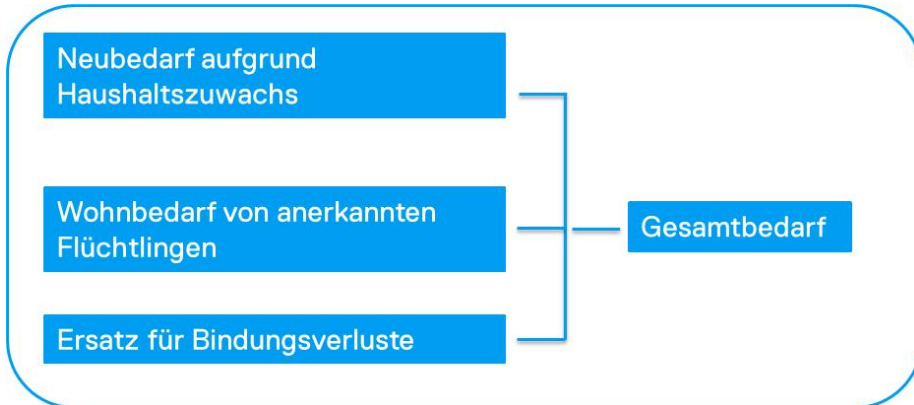 Neubedarf aufgrund
Haushaltszuwachs
Wohnbedarf von anerkannten
Flüchtlingen
Gesamtbedarf
Ersatz für Bindungsverluste